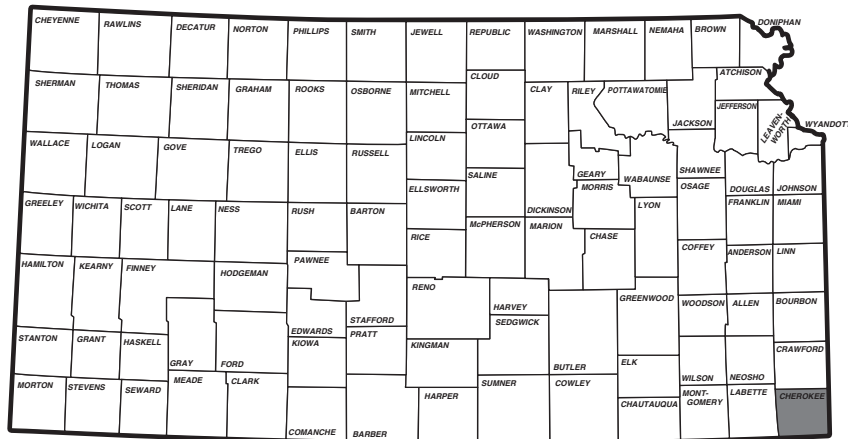 CHEYENNE
RAWLINS
DECATUR
NORTON
PHILLIPS
SMITH
JEWELL
REPUBLIC
WASHINGTON
MARSHALL
NEMAHA
BROWN
DONIPHAN
SHERMAN
THOMAS
SHERIDAN
GRAHAM
ROOKS
OSBORNE
MITCHELL
CLOUD
CLAY
RILEY
POTTAWATOMIE
JACKSON
ATCHISON
JEFFERSON
LEAVEN-
WORTH
WYANDOTT
WALLACE
LOGAN
GOVE
TREGO
ELLIS
RUSSELL
LINCOLN
OTTAWA
SALINE
ELLSWORTH
DICKINSON
GEARY
MORRIS
WABAUNSE
SHAWNEE
OSAGE
DOUGLAS
JOHNSON
GREELEY
WICHITA
SCOTT
LANE
NESS
RUSH
BARTON
RICE
McPHERSON
MARION
CHASE
LYON
COFFEY
FRANKLIN
MIAMI
ANDERSON
LINN
HAMILTON
KEARNY
FINNEY
HODGEMAN
PAWNEE
STAFFORD
RENO
HARVEY
SEDGWICK
GREENWOOD
WOODSON
ALLEN
BOURBON
STANTON
GRANT
HASKELL
GRAY
FORD
EDWARDS
KIOWA
PRATT
KINGMAN
BUTLER
ELK
WILSON
NEOSHO
CRAWFORD
MORTON
STEVENS
SEWARD
MEADE
CLARK
COMANCHE
BARBER
HARPER
SUMNER
COWLEY
CHAUTAUQUA
MONT-
GOMERY
LABETTE
CHEROKEE